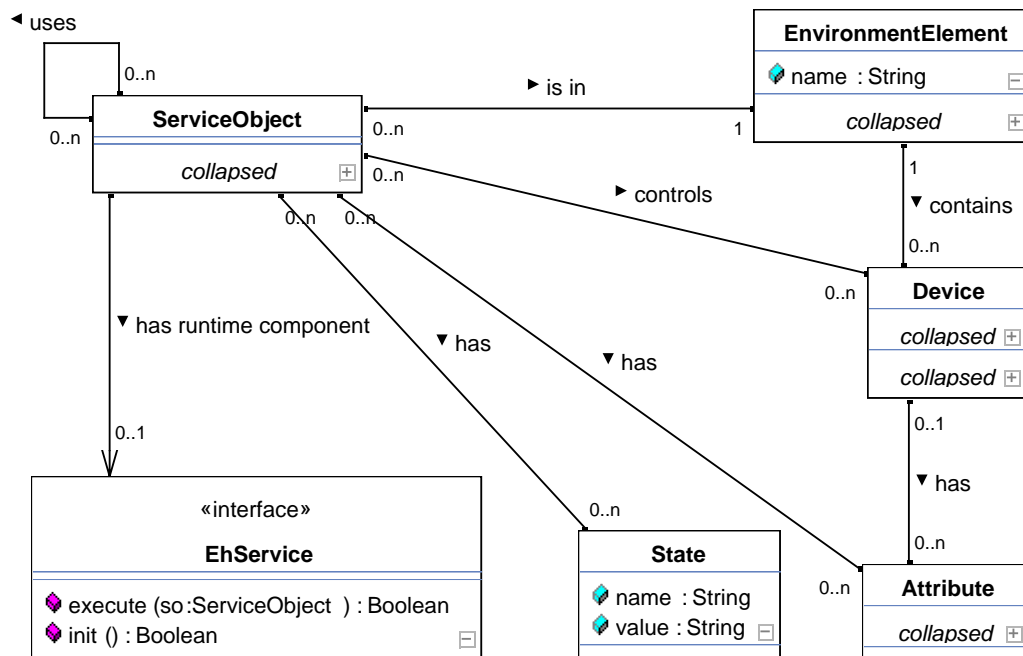 ◄ uses
EnvironmentElement
name : String
collapsed
0..n
0..n
ServiceObject
collapsed
► is in
0..n
1
0..n
► controls
0..n
1
▼ contains
0..n
Device
collapsed
collapsed
0..n
0..n
▼ has runtime component
▼ has
▼ has
0..1
0..1
▼ has
0..n
«interface»
EhService
execute (so:ServiceObject ) : Boolean
init () : Boolean
0..n
State
name : String
value : String
0..n
Attribute
collapsed